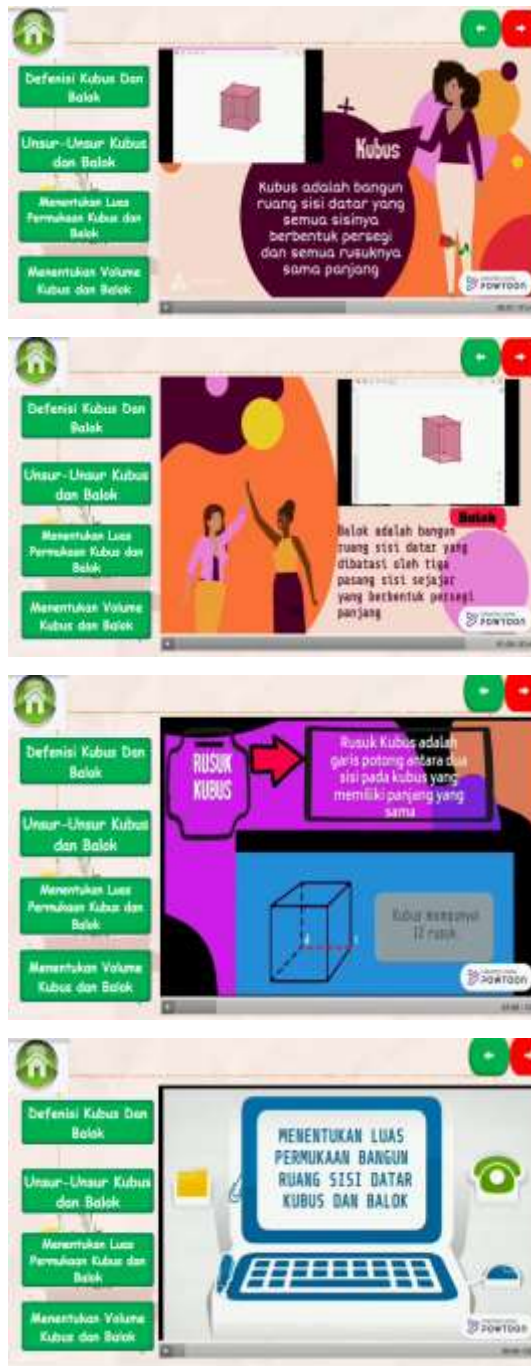 Defenisi Kubus Dan
Balok
Unsur-Unsur Kubus
dan Balok
Menentukan Luas
Permukaan Kubus dan
Balok
Menentukan Volume
Kubus dan Balok
Kubus
Kubus adalah bangun
ruang sisi datar yang
semua sisinya
berbentuk persegi
dan semua rusuknya
sama panjang
POWTOON
Defenisi Kubus Dan
Balok
Unsur-Unsur Kubus
dan Balok
Menentukan Luas
Permukaan Kubus dan
Balok
Menentukan Volume
Kubus dan Balok
Balok
Balok adalah bangun
ruang sisi datar yang
dibatasi oleh tiga
pasang sisi sejajar
yang berbentuk persegi
panjang
POWTOON
Defenisi Kubus Dan
Balok
Unsur-Unsur Kubus
dan Balok
Menentukan Luas
Permukaan Kubus dan
Balok
Menentukan Volume
Kubus dan Balok
RUSUK
KUBUS
Rusuk Kubus adalah
garis potong antara dua
sisi pada kubus yang
memiliki panjang yang
sama
Kubus mempunyai
12 rusuk
POWTOON
Defenisi Kubus Dan
Balok
Unsur-Unsur Kubus
dan Balok
Menentukan Luas
Permukaan Kubus dan
Balok
Menentukan Volume
Kubus dan Balok
MENENTUKAN LUAS
PERMUKAAN BANGUN
RUANG SISI DATAR
KUBUS DAN BALOK
POWTOON